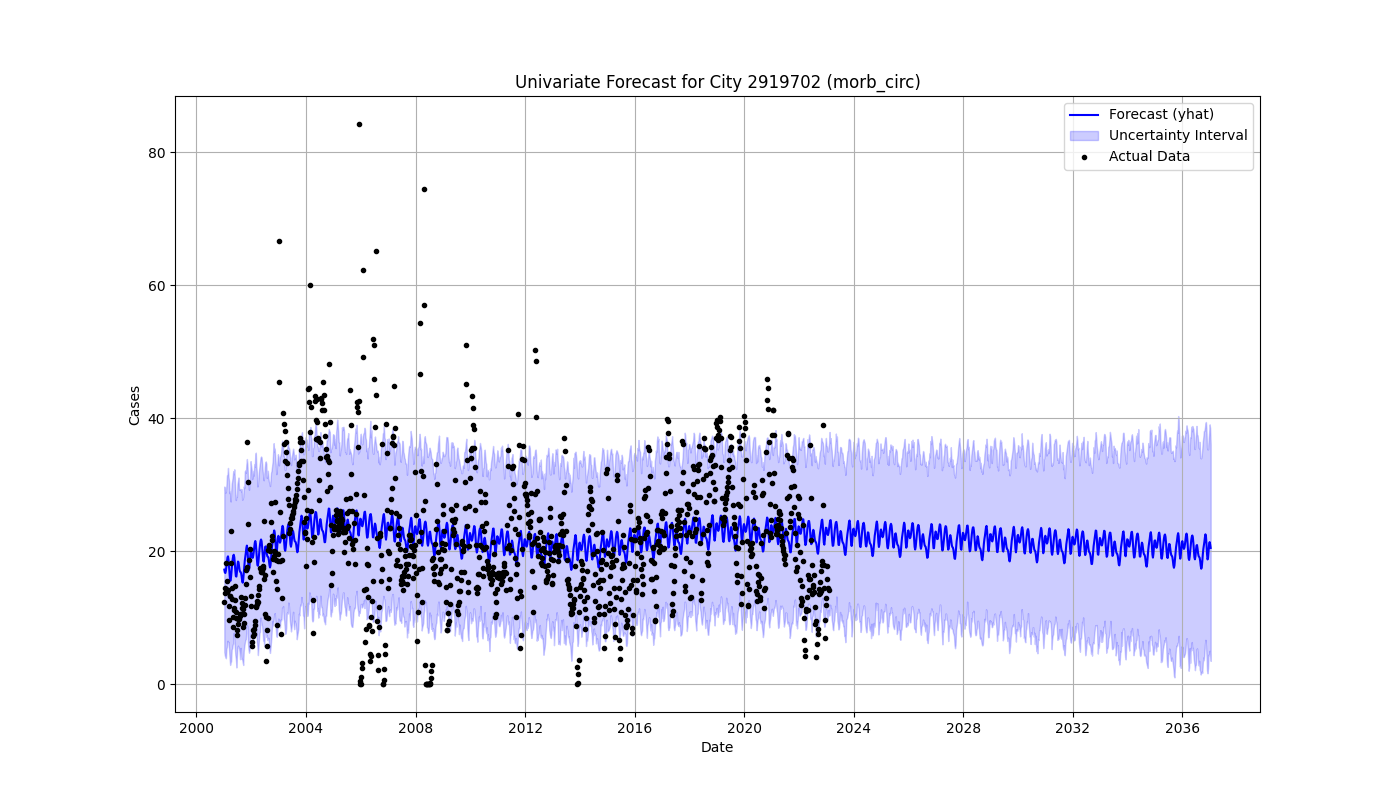 Univariate Forecast for City 2919702 (morb_circ)
Forecast (yhat)
Uncertainty Interval
Actual Data
Cases
80
60
40
20
0
2000 2004 2008 2012 2016 2020 2024 2028 2032 2036
Date